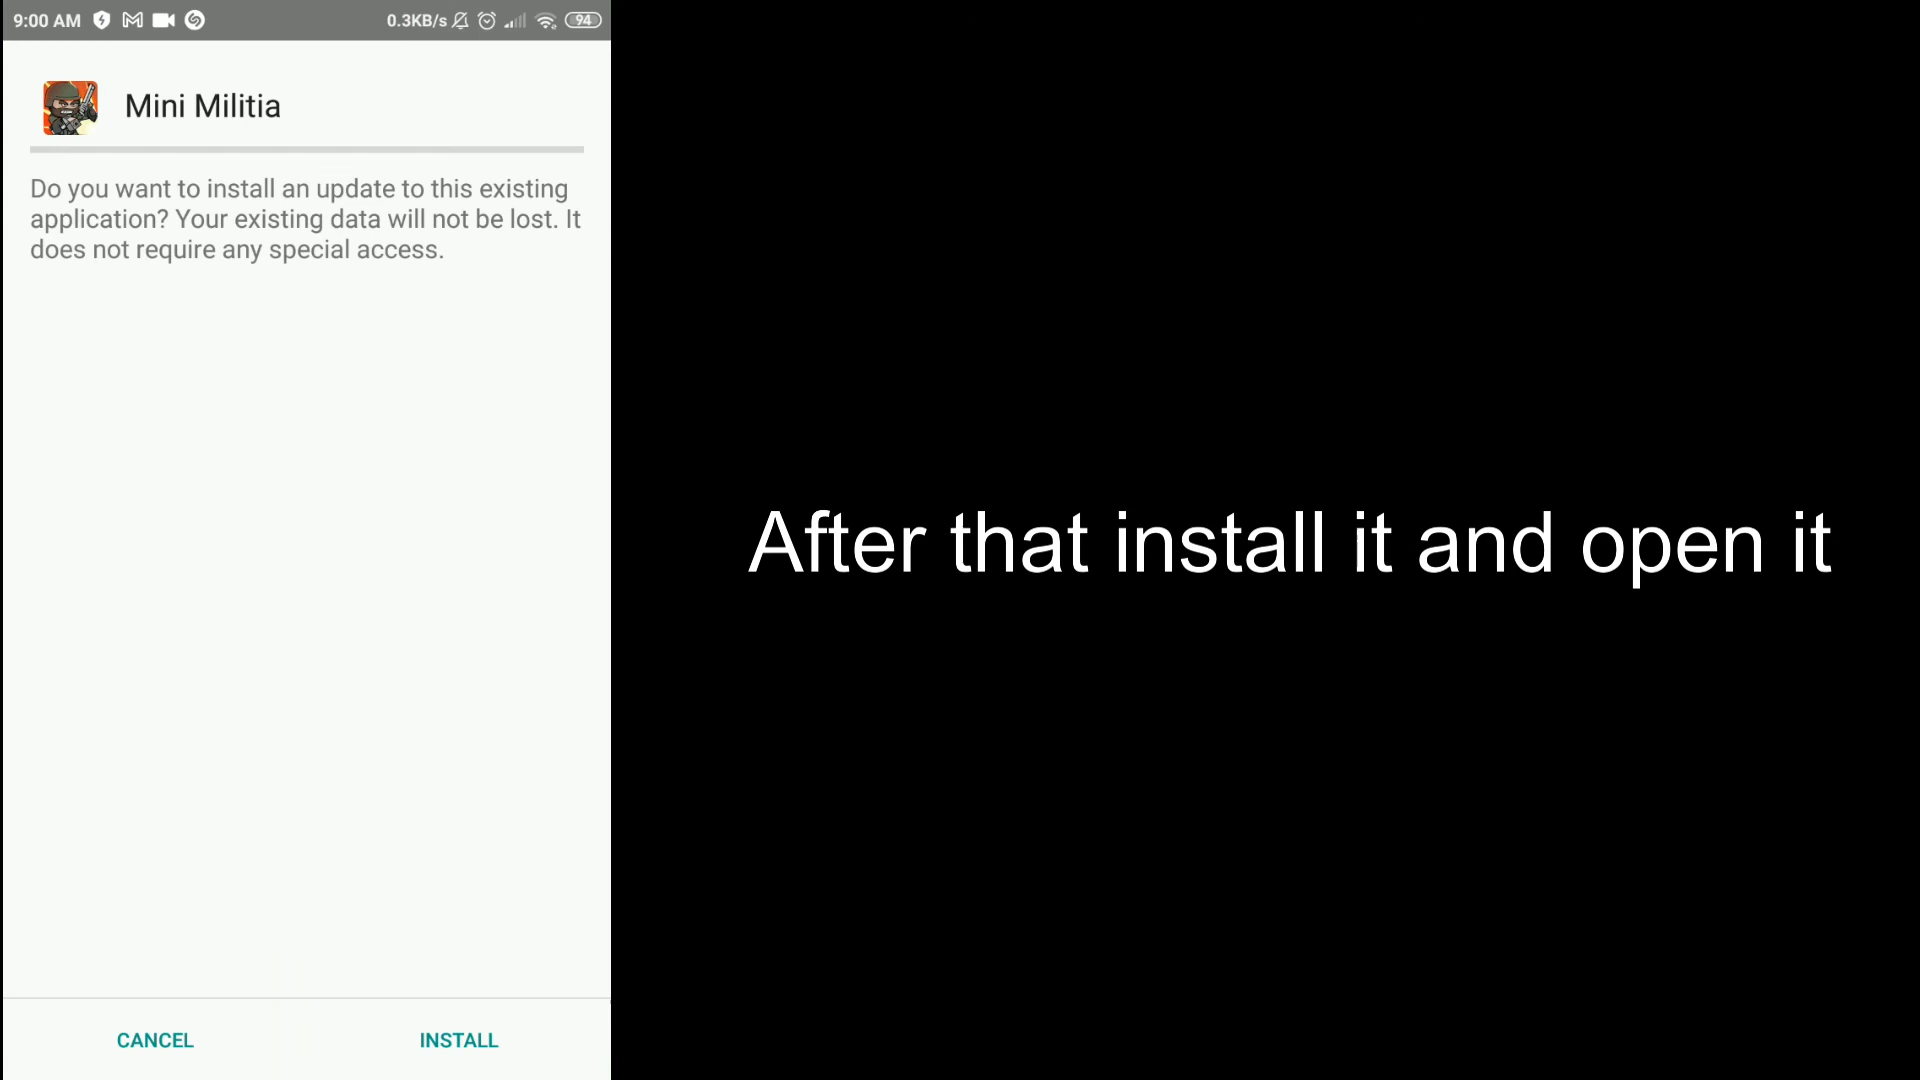 9:00 AM
0.3KB/s
94
Mini Militia
Do you want to install an update to this existing
application? Your existing data will not be lost. It
does not require any special access.
After that install it and open it
CANCEL
INSTALL